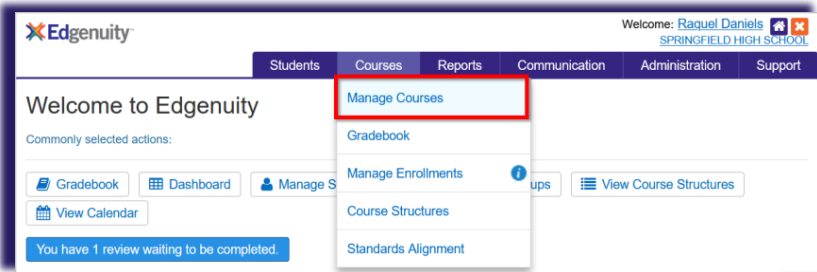 Edgenuity
Welcome: Raquel Daniels
SPRINGFIELD HIGH SCHOOL
Students Courses Reports Communication Administration Support
Welcome to Edgenuity
Commonly selected actions:
Manage Courses
Gradebook
Manage Enrollments i
Course Structures
Standards Alignment
Gradebook Dashboard Manage S ups View Course Structures
View Calendar
You have 1 review waiting to be completed.